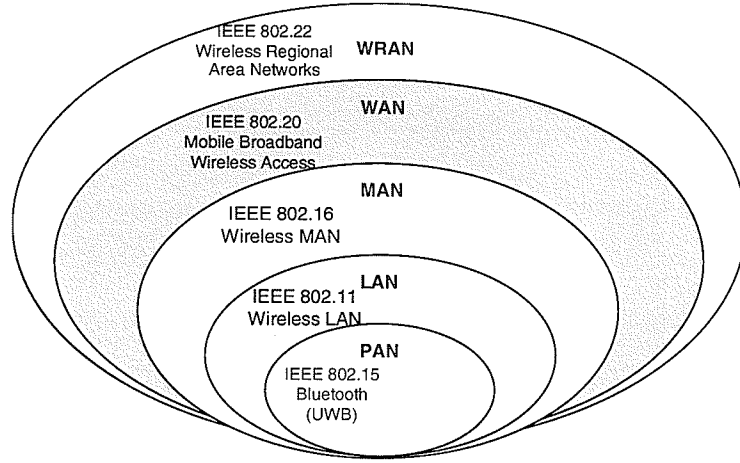 IEEE 802.22
Wireless Regional
Area Networks
WRAN
WAN
IEEE 802.20
Mobile Broadband
Wireless Access
MAN
IEEE 802.16
Wireless MAN
LAN
IEEE 802.11
Wireless LAN
PAN
IEEE 802.15
Bluetooth
(UWB)